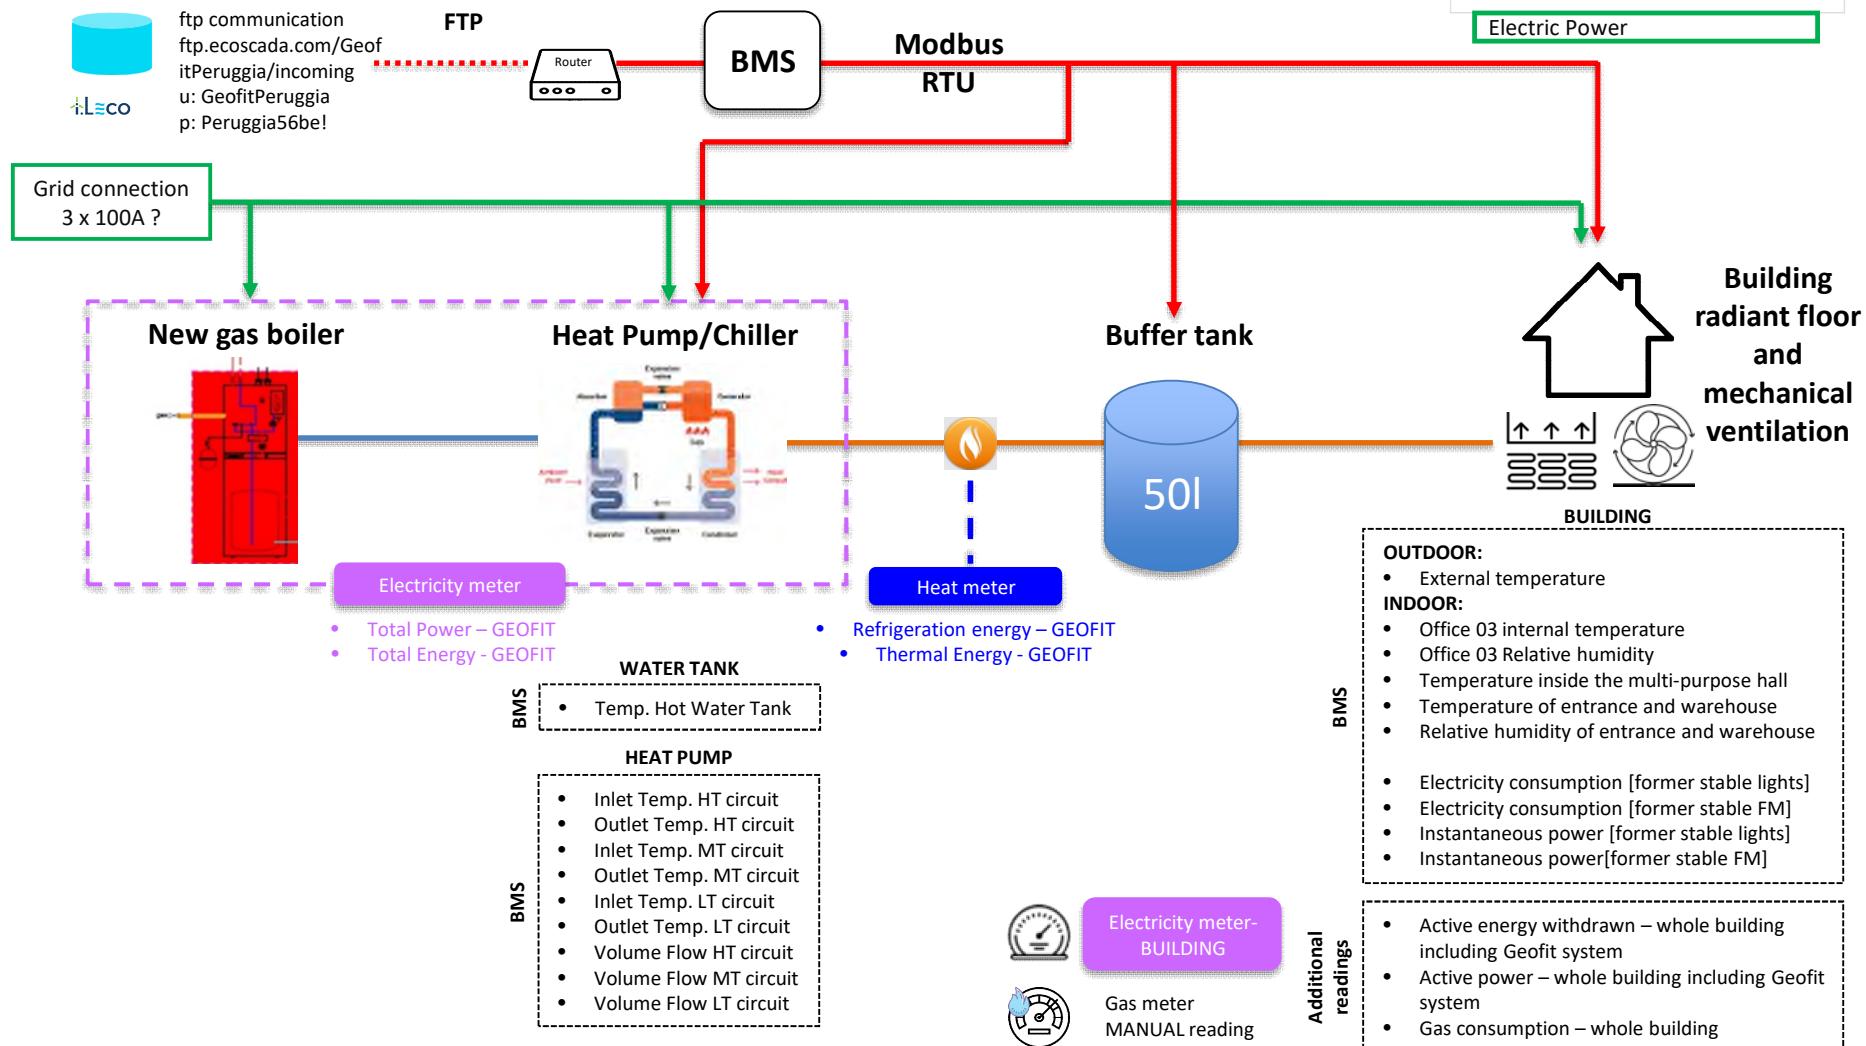 ftp communication
ftp.ecoscada.com/Geof
itPeruggia/incoming
u: GeofitPeruggia
p: Peruggia56be!
i.LECO
FTP
Router
BMS
Modbus
RTU
Electric Power
Grid connection
3 x 100A ?
New gas boiler
Heat Pump/Chiller
Buffer tank
Building
radiant floor
and
mechanical
ventilation
Expansion
valve
Absorber
Generator
Evaporator
Expansion
valve
Condenser
50l
Electricity meter
• Total Power – GEOFIT
• Total Energy - GEOFIT
Heat meter
• Refrigeration energy – GEOFIT
• Thermal Energy - GEOFIT
WATER TANK
BMS
• Temp. Hot Water Tank
HEAT PUMP
BMS
• Inlet Temp. HT circuit
• Outlet Temp. HT circuit
• Inlet Temp. MT circuit
• Outlet Temp. MT circuit
• Inlet Temp. LT circuit
• Outlet Temp. LT circuit
• Volume Flow HT circuit
• Volume Flow MT circuit
• Volume Flow LT circuit
BUILDING
BMS
OUTDOOR:
• External temperature
INDOOR:
• Office 03 internal temperature
• Office 03 Relative humidity
• Temperature inside the multi-purpose hall
• Temperature of entrance and warehouse
• Relative humidity of entrance and warehouse
• Electricity consumption [former stable lights]
• Electricity consumption [former stable FM]
• Instantaneous power [former stable lights]
• Instantaneous power[former stable FM]
Electricity meter-
BUILDING
Gas meter
MANUAL reading
Additional
readings
• Active energy withdrawn – whole building
including Geofit system
• Active power – whole building including Geofit
system
• Gas consumption – whole building